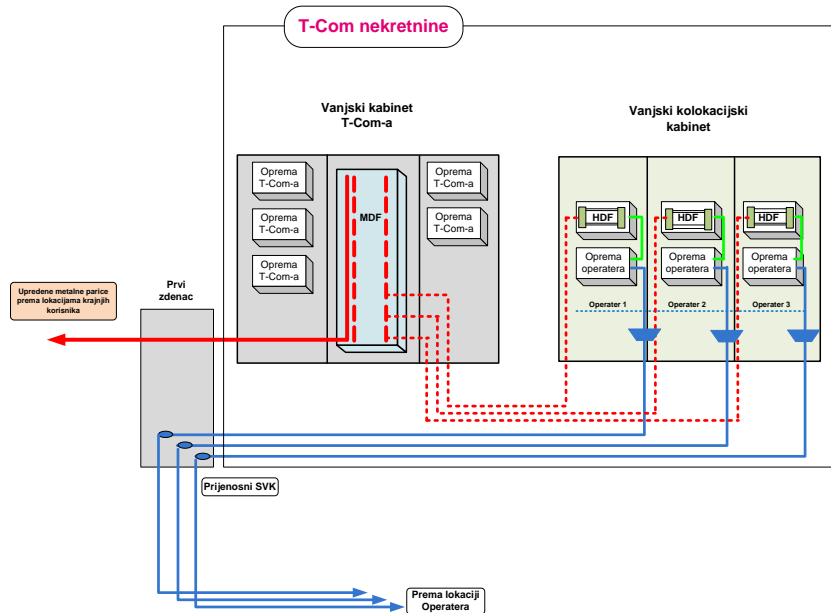 T-Com nekretnine
Vanjski kabinet
T-Com-a
Vanjski kolokacijski
kabinet
Oprema
T-Com-a
Oprema
T-Com-a
Oprema
T-Com-a
MDF
Oprema
T-Com-a
Oprema
T-Com-a
HDF
HDF
HDF
Oprema
operatera
Oprema
operatera
Oprema
operatera
Operater 1
Operater 2
Operater 3
Upredene metalne parice
prema lokacijama krajnjih
korisnika
Prvi
zdenac
Prijenosni SVK
Prema lokaciji
Operatera